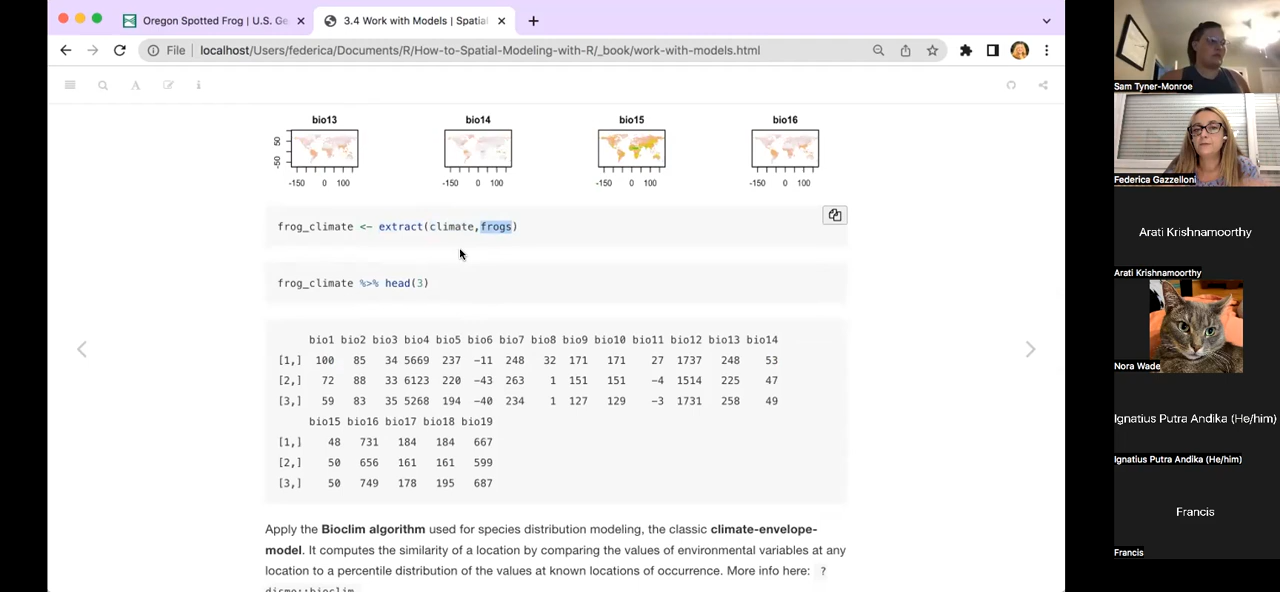 Oregon Spotted Frog | U.S. Ge
3.4 Work with Models | Spatial
File
localhost/Users/federica/Documents/R/How-to-Spatial-Modeling-with-R/_book/work-with-models.html
bio13 bio14 bio15 bio16
50
-50
-150 0 100 -150 0 100 -150 0 100 -150 0 100
frog_climate <- extract(climate,frogs)
frog_climate %>% head(3)
bio1 bio2 bio3 bio4 bio5 bio6 bio7 bio8 bio9 bio10 bio11 bio12 bio13 bio14
[1,] 100 85 34 5669 237 -11 248 32 171 171 27 1737 248 53
[2,] 72 88 33 6123 220 -43 263 1 151 151 -4 1514 225 47
[3,] 59 83 35 5268 194 -40 234 1 127 129 -3 1731 258 49
bio15 bio16 bio17 bio18 bio19
[1,] 48 731 184 184 667
[2,] 50 656 161 161 599
[3,] 50 749 178 195 687
Apply the Bioclim algorithm used for species distribution modeling, the classic climate-envelope-
model. It computes the similarity of a location by comparing the values of environmental variables at any
location to a percentile distribution of the values at known locations of occurrence. More info here: ?
dismo::bioclim
Sam Tyner-Monroe
Federica Gazzelloni
Arati Krishnamoorthy
Arati Krishnamoorthy
Nora Wade
Ignatius Putra Andika (He/him)
Ignatius Putra Andika (He/him)
Francis
Francis